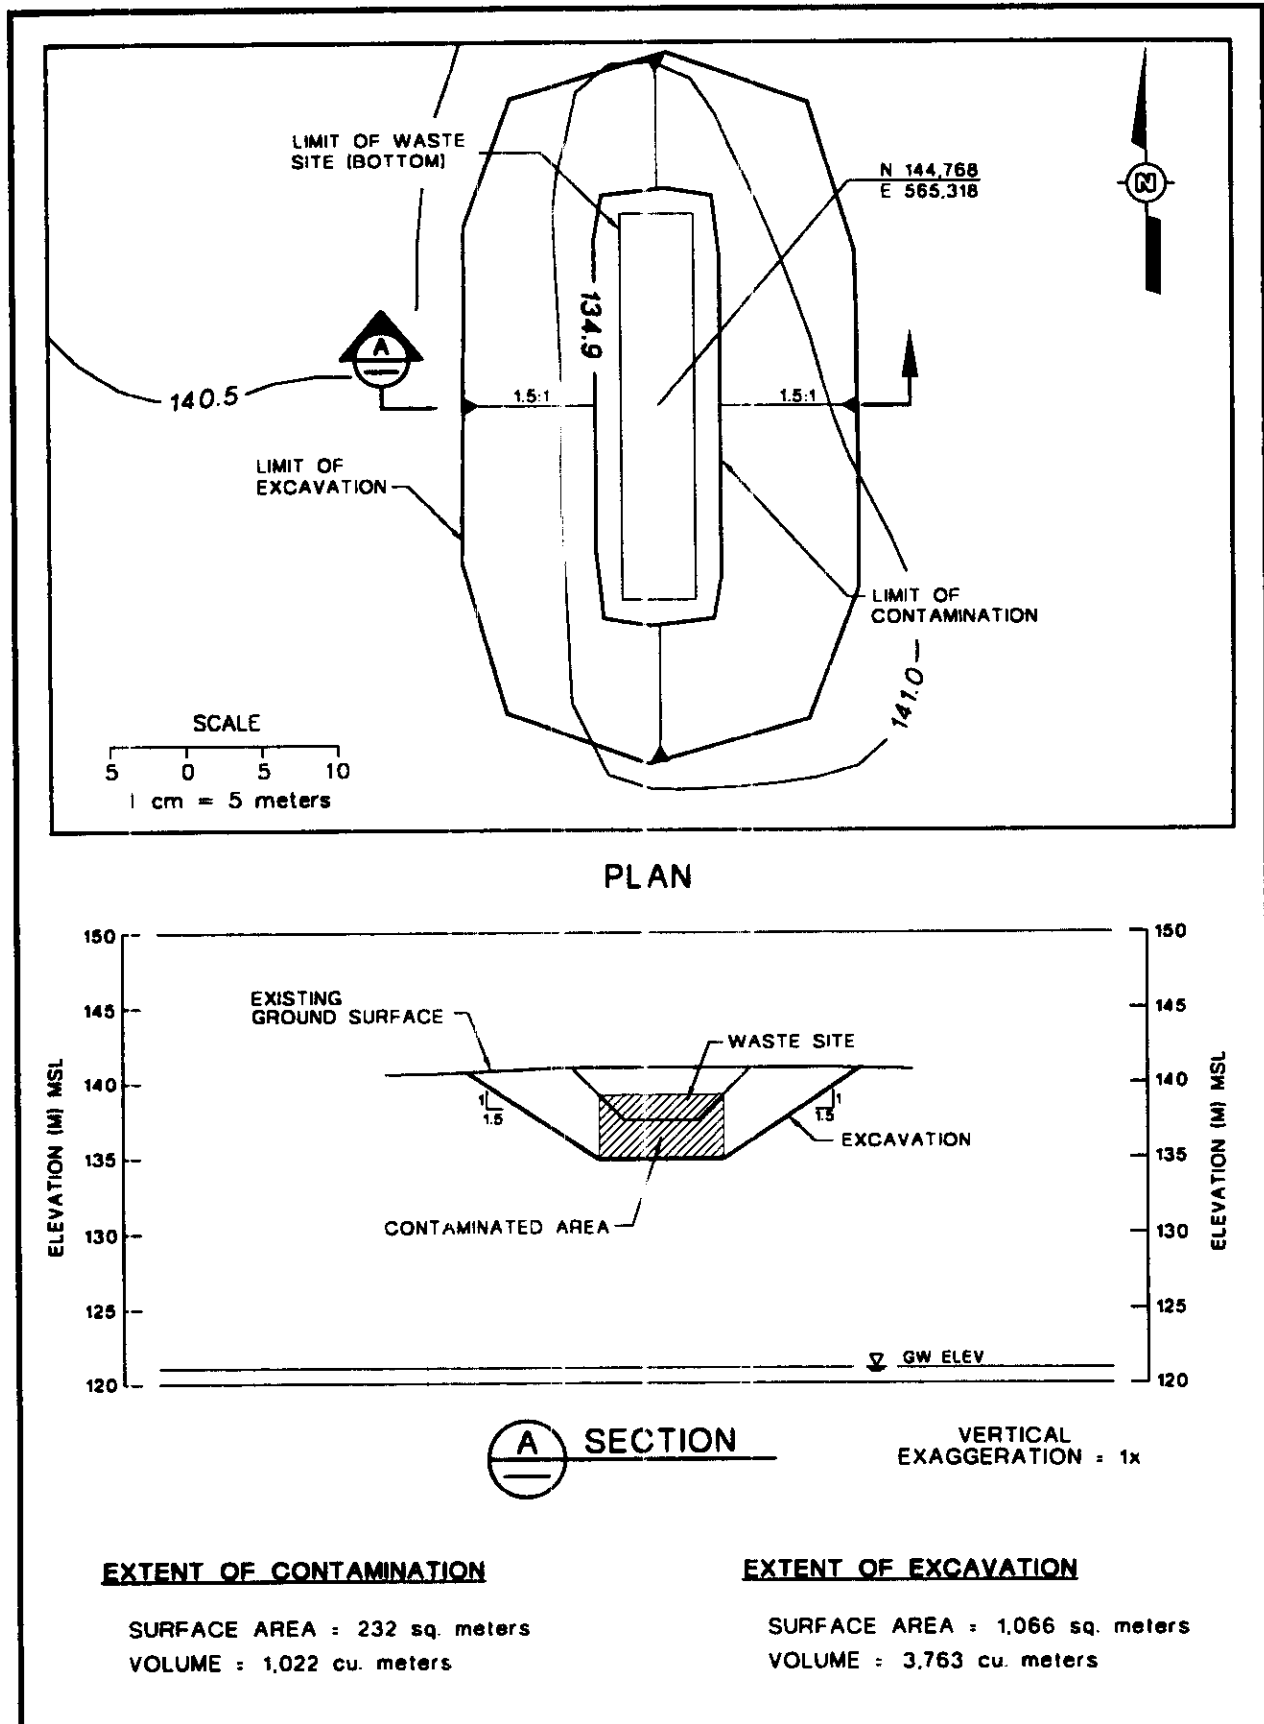 LIMIT OF WASTE
SITE (BOTTOM)
N 144,768
E 565,318
N
134.9
A
140.5
1.5:1
1.5:1
LIMIT OF
EXCAVATION
LIMIT OF
CONTAMINATION
141.0
SCALE
5 0 5 10
1 cm = 5 meters
PLAN
150
145
140
135
130
125
120
ELEVATION (M) MSL
EXISTING
GROUND SURFACE
WASTE SITE
1
1.5
1
1.5
EXCAVATION
CONTAMINATED AREA
GW ELEV
150
145
140
135
130
125
120
ELEVATION (M) MSL
A
SECTION
VERTICAL
EXAGGERATION = 1x
EXTENT OF CONTAMINATION
SURFACE AREA = 232 sq. meters
VOLUME = 1,022 cu. meters
EXTENT OF EXCAVATION
SURFACE AREA = 1,066 sq. meters
VOLUME = 3,763 cu. meters